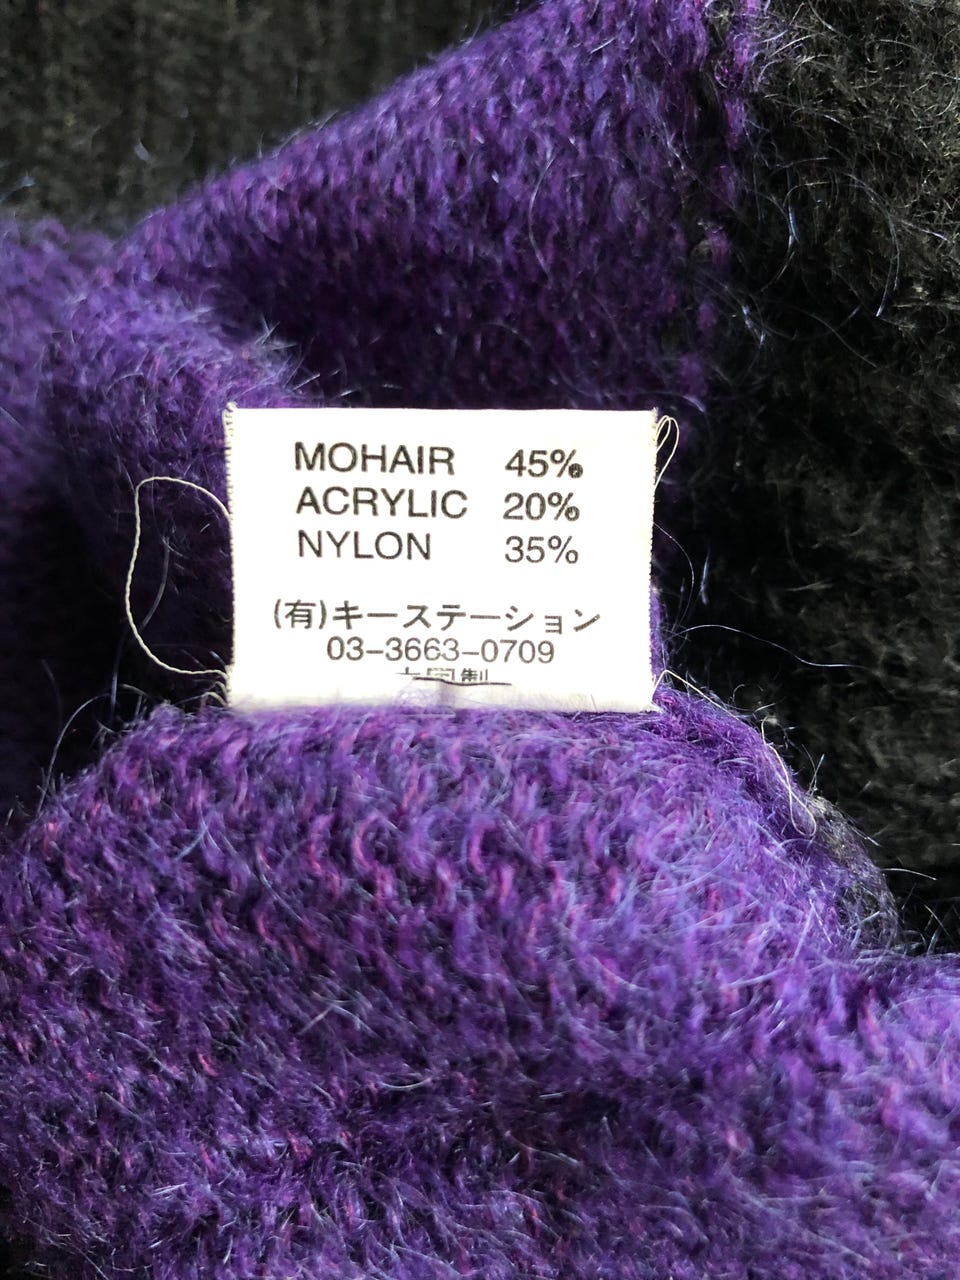 MOHAIR 45%
ACRYLIC 20%
NYLON 35%
(有)キーステーション
03-3663-0709